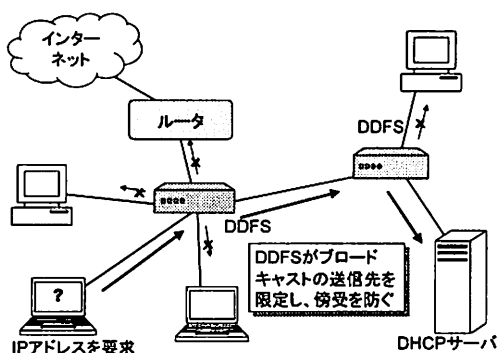 インター
ネット
ルータ
DDFS
DDFS
DDFSがブロード
キャストの送信先を
限定し、傍受を防ぐ
?
IPアドレスを要求
DHCPサーバ